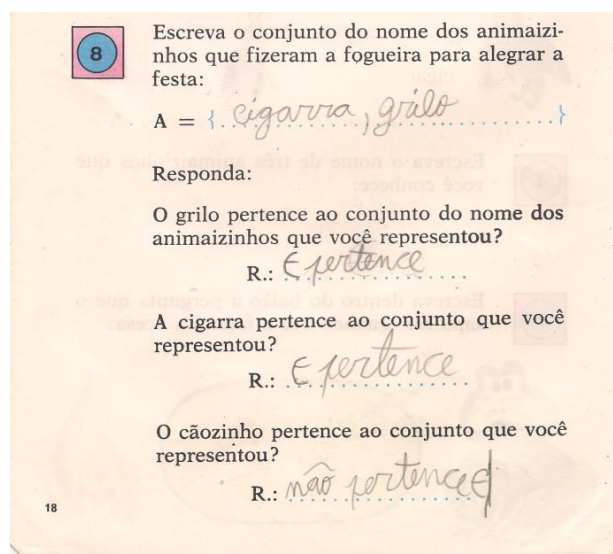 8
Escreva o conjunto do nome dos animaizi-
nhos que fizeram a fogueira para alegrar a
festa:
A = { cigarra, grilo }
Responda:
O grilo pertence ao conjunto do nome dos
animaizinhos que você representou?
R.: ∈ pertence
A cigarra pertence ao conjunto que você
representou?
R.: ∈ pertence
O cãozinho pertence ao conjunto que você
representou?
R.: não pertence ∉
18